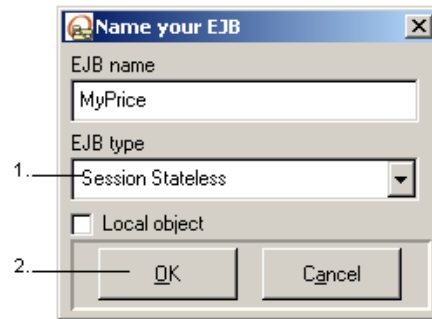 Name your EJB
EJB name
MyPrice
EJB type
1. Session Stateless
Local object
2. OK Cancel